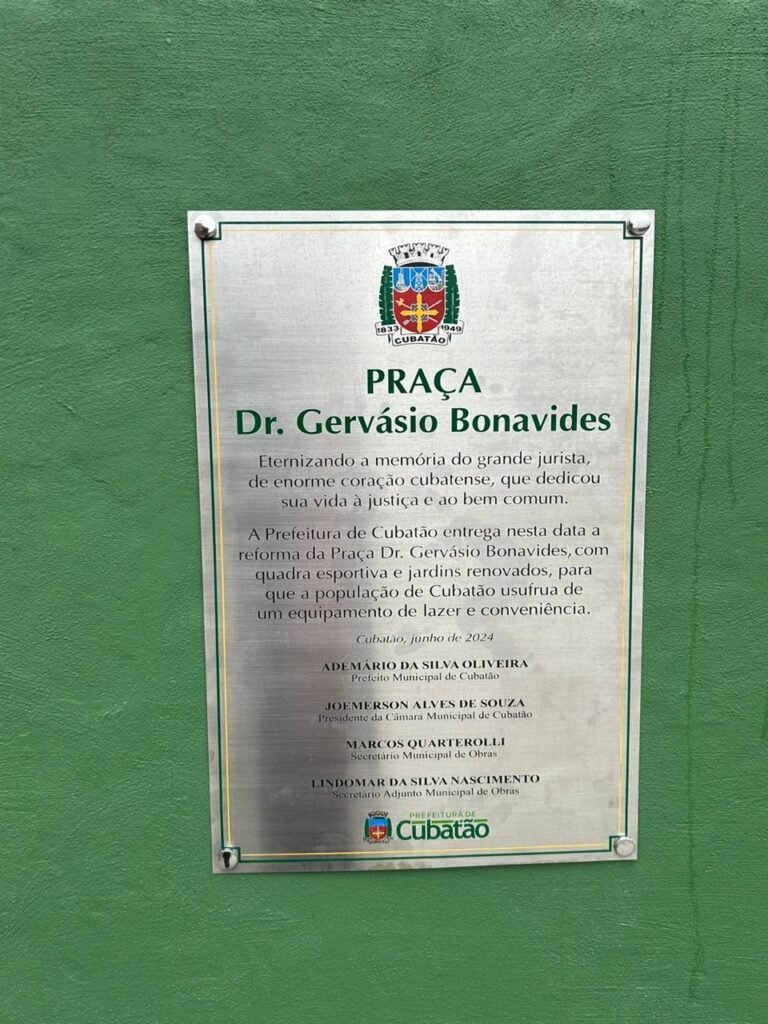 1833 1949
CUBATÃO
PRAÇA
Dr. Gervásio Bonavides
Eternizando a memória do grande jurista,
de enorme coração cubatense, que dedicou
sua vida à justiça e ao bem comum.
A Prefeitura de Cubatão entrega nesta data a
reforma da Praça Dr. Gervásio Bonavides, com
quadra esportiva e jardins renovados, para
que a população de Cubatão usufrua de
um equipamento de lazer e conveniência.
Cubatão, junho de 2024
ADEMÁRIO DA SILVA OLIVEIRA
Prefeito Municipal de Cubatão
JOEMERSON ALVES DE SOUZA
Presidente da Câmara Municipal de Cubatão
MARCOS QUARTEROLLI
Secretário Municipal de Obras
LINDOMAR DA SILVA NASCIMENTO
Secretário Adjunto Municipal de Obras
PREFEITURA DE
Cubatão